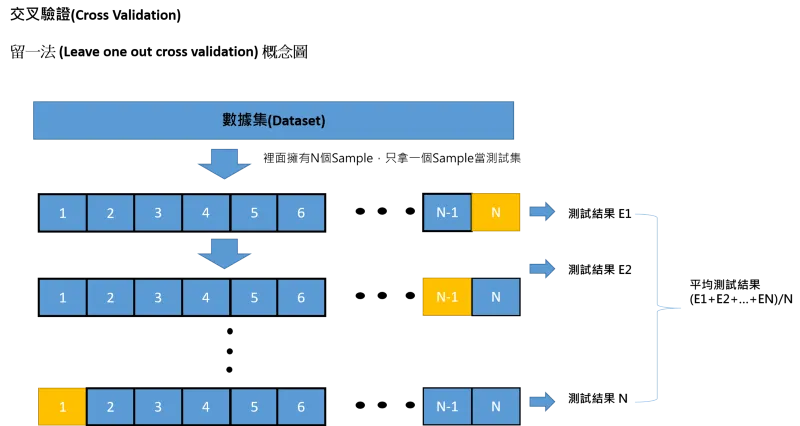 交叉驗證(Cross Validation)
留一法 (Leave one out cross validation) 概念圖
數據集(Dataset)
裡面擁有N個Sample，只拿一個Sample當測試集
1 2 3 4 5 6 • • • N-1 N
測試結果 E1
測試結果 E2
1 2 3 4 5 6 • • • N-1 N
平均測試結果
(E1+E2+...+EN)/N
1 2 3 4 5 6 • • • N-1 N
測試結果 N